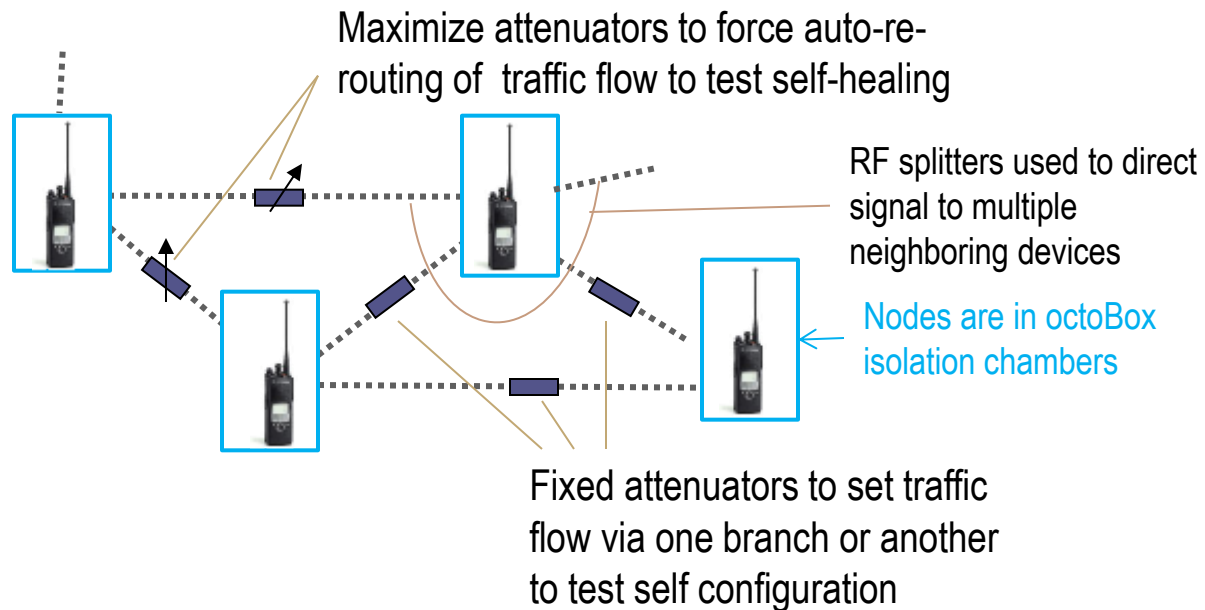 Maximize attenuators to force auto-re-
routing of  traffic flow to test self-healing
RF splitters used to direct
signal to multiple
neighboring devices
Nodes are in octoBox
isolation chambers
Fixed attenuators to set traffic
flow via one branch or another
to test self configuration